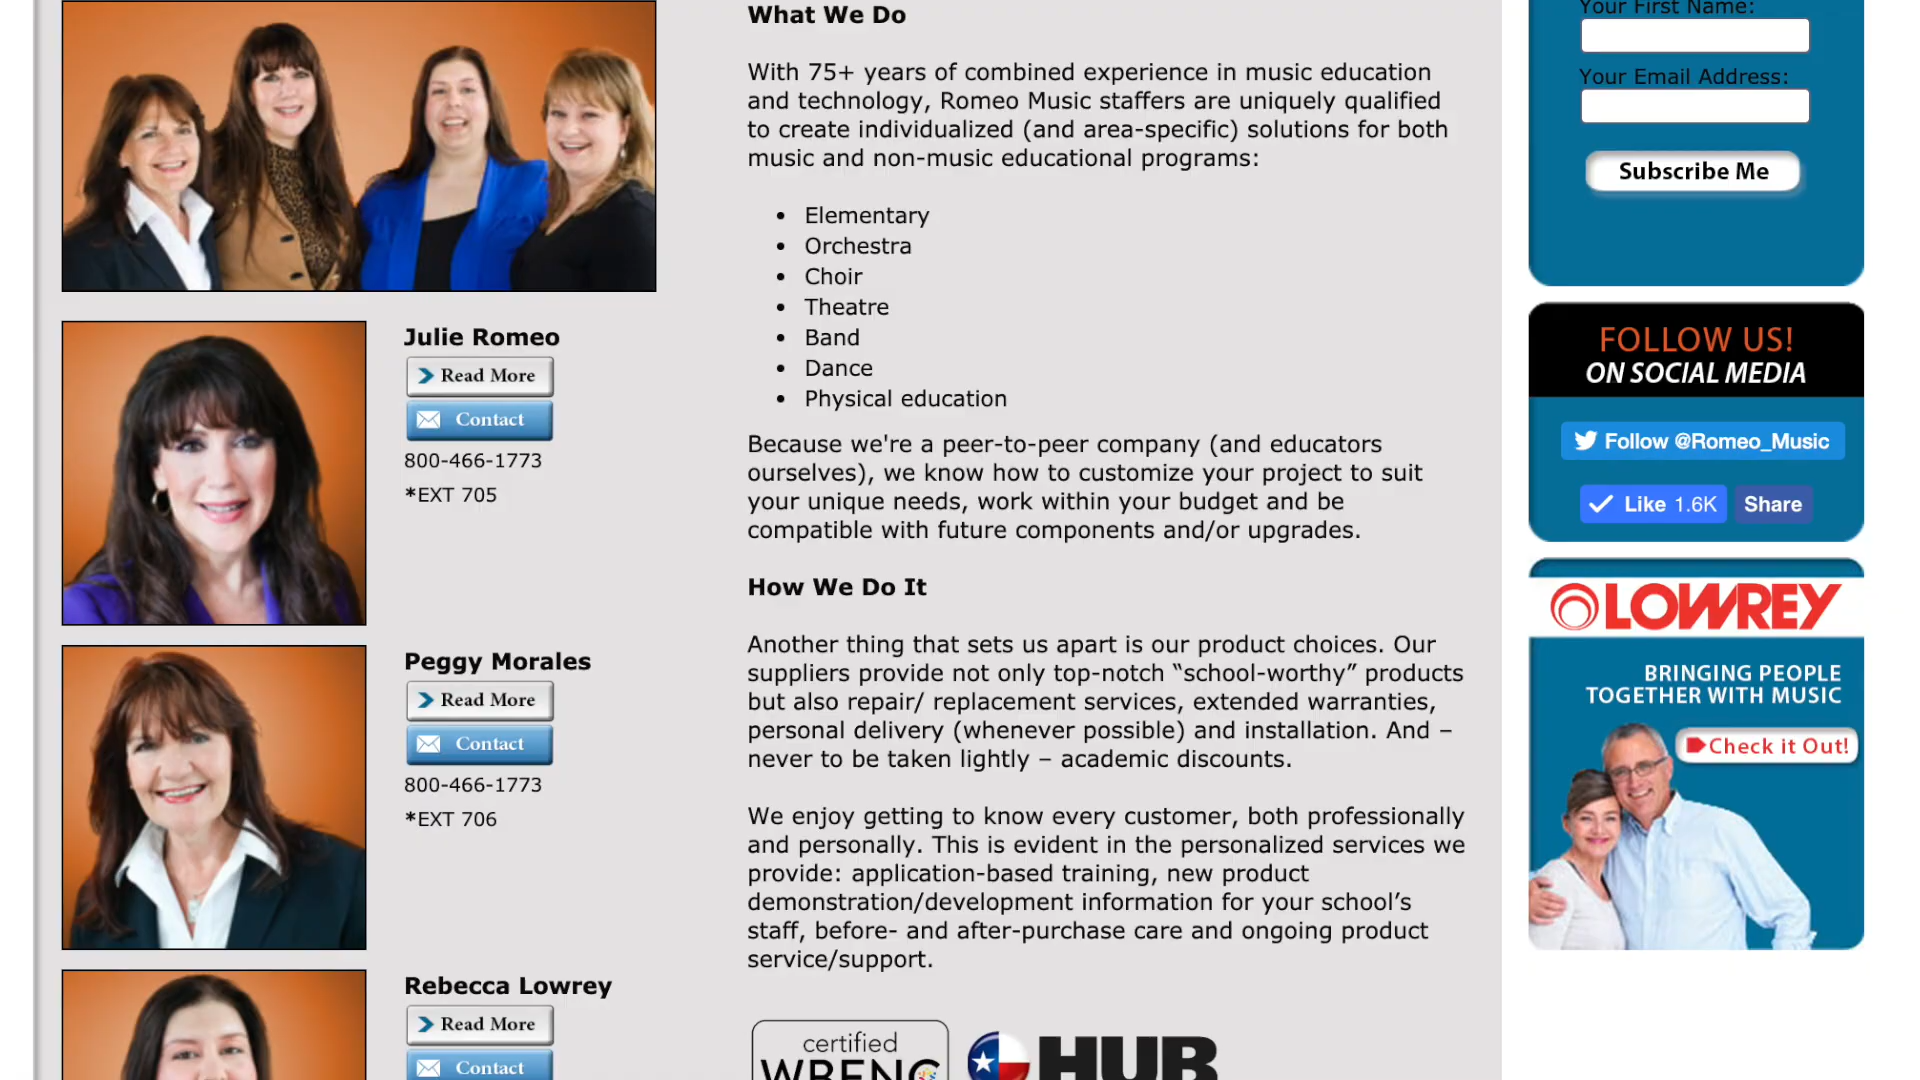 What We Do
With 75+ years of combined experience in music education
and technology, Romeo Music staffers are uniquely qualified
to create individualized (and area-specific) solutions for both
music and non-music educational programs:
• Elementary
• Orchestra
• Choir
• Theatre
• Band
• Dance
• Physical education
Because we're a peer-to-peer company (and educators
ourselves), we know how to customize your project to suit
your unique needs, work within your budget and be
compatible with future components and/or upgrades.
How We Do It
Another thing that sets us apart is our product choices. Our
suppliers provide not only top-notch “school-worthy” products
but also repair/ replacement services, extended warranties,
personal delivery (whenever possible) and installation. And –
never to be taken lightly – academic discounts.
We enjoy getting to know every customer, both professionally
and personally. This is evident in the personalized services we
provide: application-based training, new product
demonstration/development information for your school’s
staff, before- and after-purchase care and ongoing product
service/support.
certified
WBENC
HUB
Julie Romeo
Read More
Contact
800-466-1773
*EXT 705
Peggy Morales
Read More
Contact
800-466-1773
*EXT 706
Rebecca Lowrey
Read More
Contact
Your First Name:
Your Email Address:
Subscribe Me
FOLLOW US!
ON SOCIAL MEDIA
Follow @Romeo_Music
Like 1.6K
Share
LOWREY
BRINGING PEOPLE
TOGETHER WITH MUSIC
Check it Out!